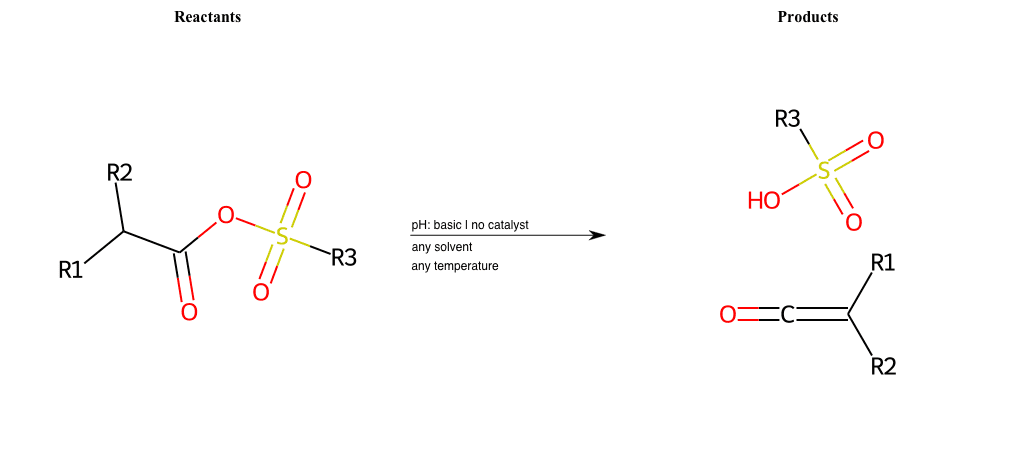 Reactants
Products
R3
O
S
HO
O
R2
O
O
S
R1
R3
O
O
pH: basic | no catalyst
any solvent
any temperature
R1
O
C
R2